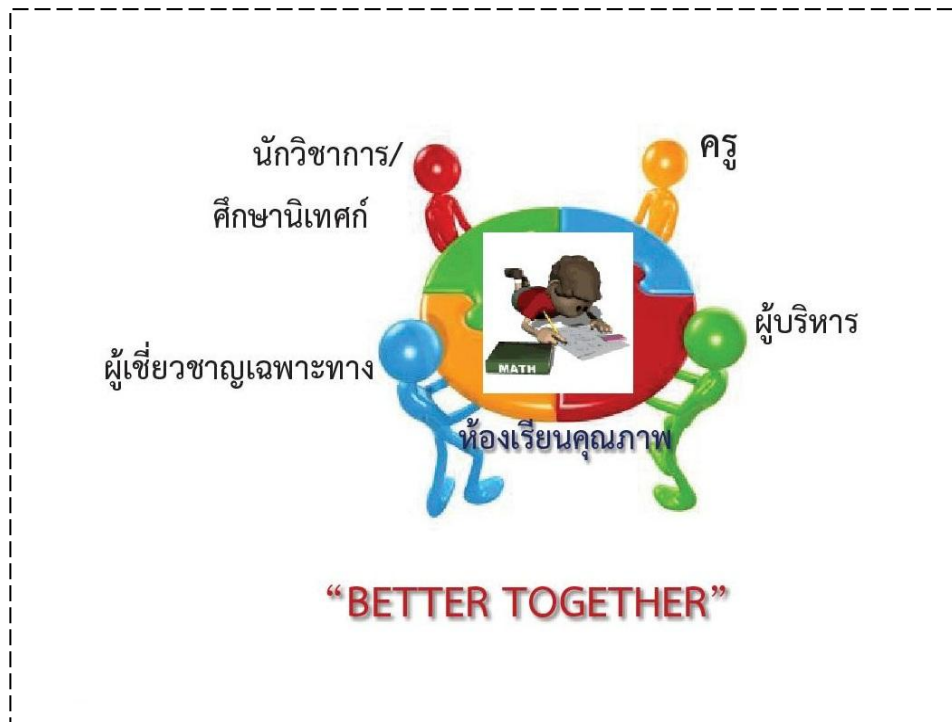 นักวิชาการ/
ศึกษานิเทศก์
ครู
ผู้เชี่ยวชาญเฉพาะทาง
ผู้บริหาร
MATH
ห้องเรียนคุณภาพ
“BETTER TOGETHER”